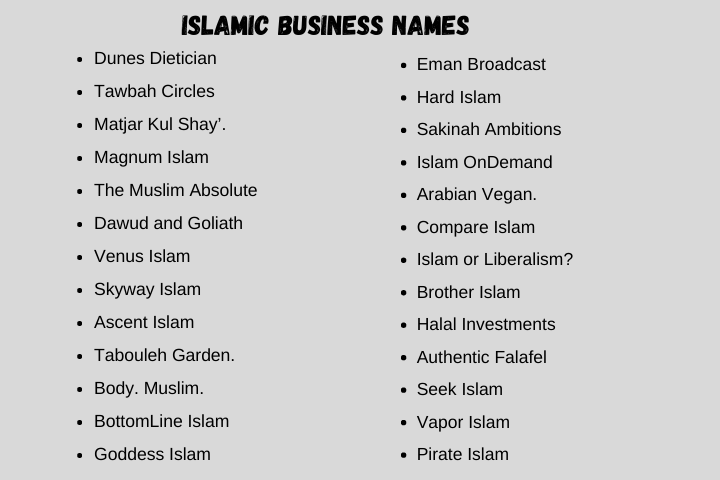 ISLAMIC BUSINESS NAMES
• Dunes Dietician
• Tawbah Circles
• Matjar Kul Shay’.
• Magnum Islam
• The Muslim Absolute
• Dawud and Goliath
• Venus Islam
• Skyway Islam
• Ascent Islam
• Tabouleh Garden.
• Body. Muslim.
• BottomLine Islam
• Goddess Islam
• Eman Broadcast
• Hard Islam
• Sakinah Ambitions
• Islam OnDemand
• Arabian Vegan.
• Compare Islam
• Islam or Liberalism?
• Brother Islam
• Halal Investments
• Authentic Falafel
• Seek Islam
• Vapor Islam
• Pirate Islam